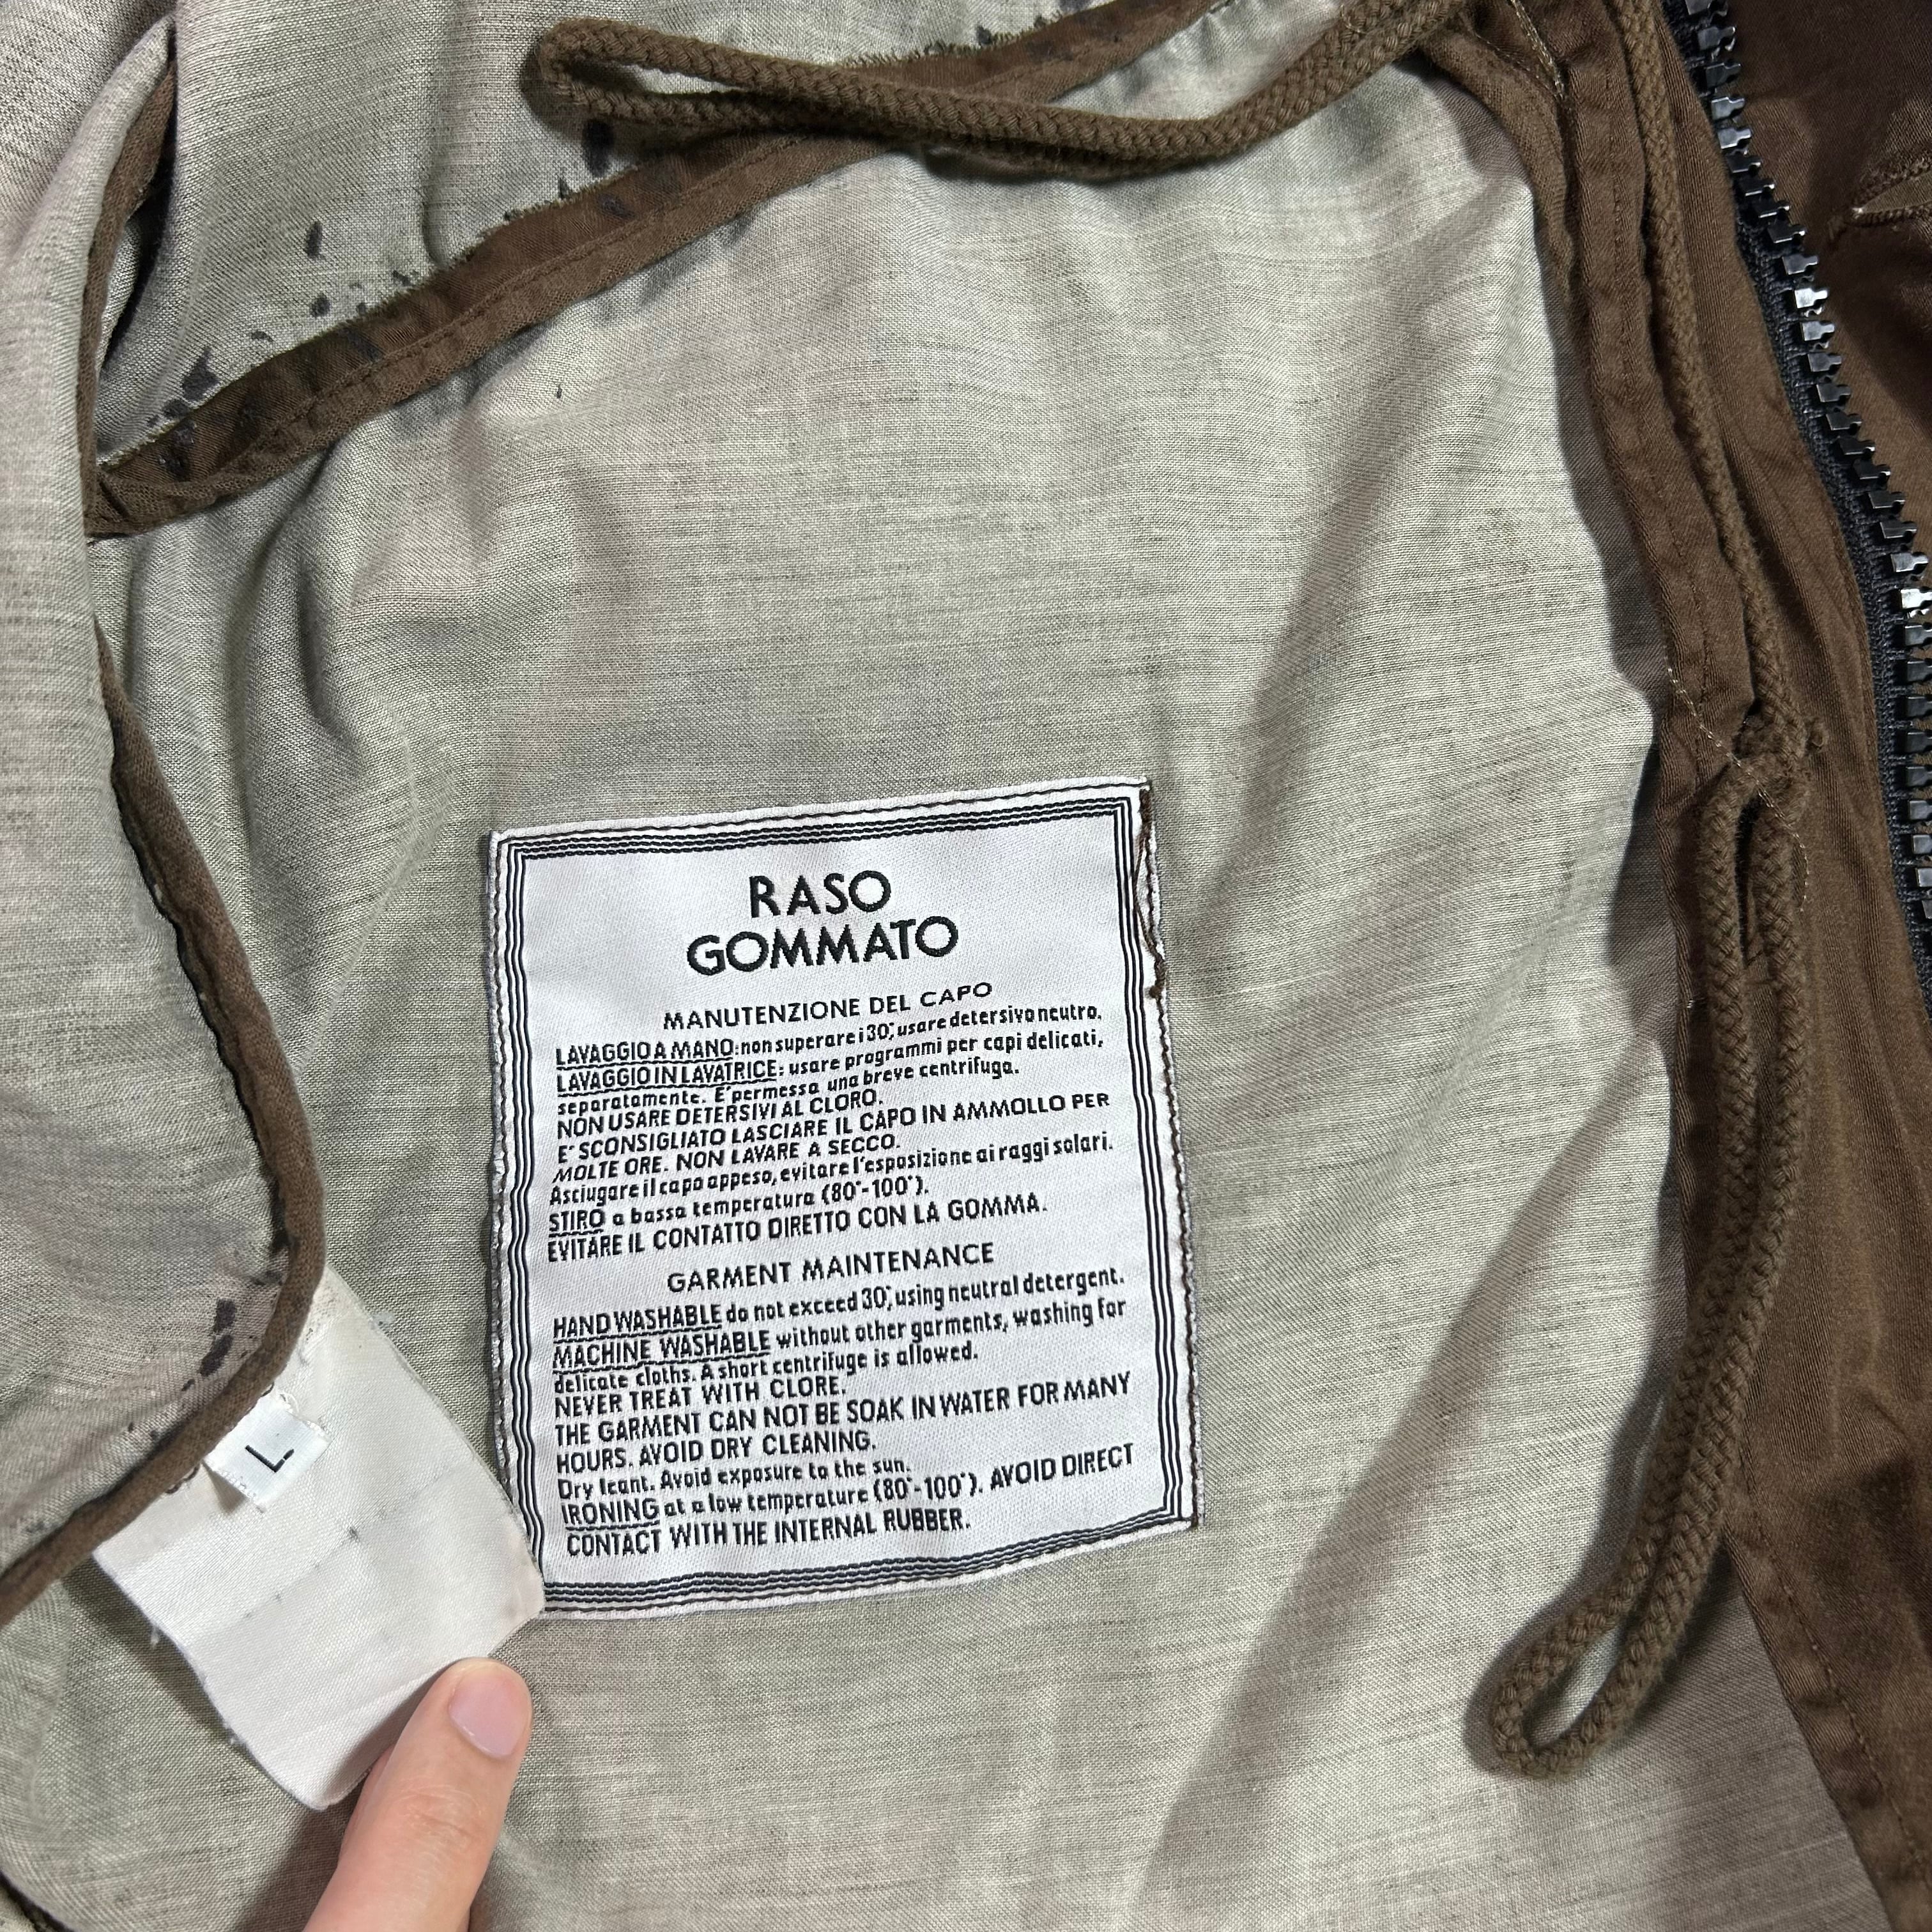 RASO
GOMMATO
MANUTENZIONE DEL CAPO
LAVAGGIO A MANO: non superare i 30°, usare detersivo neutro.
LAVAGGIO IN LAVATRICE: usare programmi per capi delicati,
separatamente. E' permessa una breve centrifuga.
NON USARE DETERSIVI AL CLORO.
E' SCONSIGLIATO LASCIARE IL CAPO IN AMMOLLO PER
MOLTE ORE. NON LAVARE A SECCO.
Asciugare il capo appeso, evitare l'esposizione ai raggi solari.
STIRO a bassa temperatura (80°-100°).
EVITARE IL CONTATTO DIRETTO CON LA GOMMA.
GARMENT MAINTENANCE
HAND WASHABLE do not exceed 30°, using neutral detergent.
MACHINE WASHABLE without other garments, washing for
delicate cloths. A short centrifuge is allowed.
NEVER TREAT WITH CLORE.
THE GARMENT CAN NOT BE SOAK IN WATER FOR MANY
HOURS. AVOID DRY CLEANING.
Dry leant. Avoid exposure to the sun.
IRONING at a low temperature (80°-100°). AVOID DIRECT
CONTACT WITH THE INTERNAL RUBBER.
L